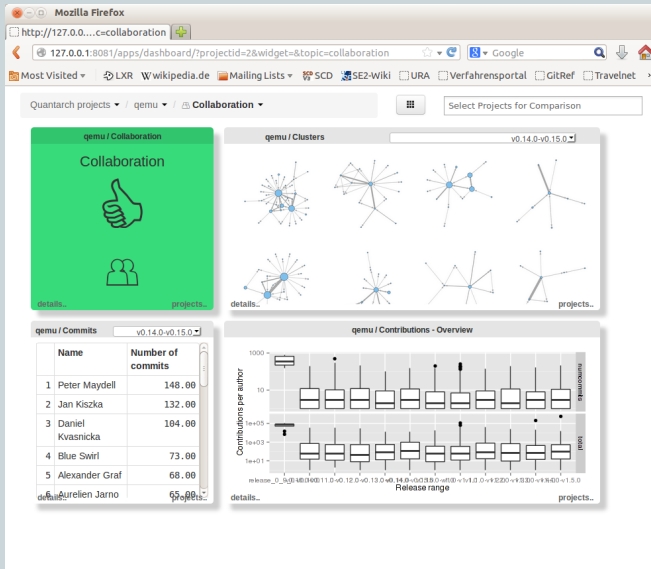 Mozilla Firefox
http://127.0.0....c=collaboration
127.0.0.1:8081/apps/dashboard/?projectid=2&widget=&topic=collaboration
Google
Most Visited
LXR
Wwikipedia.de
Mailing Lists
SCD
SE2-Wiki
URA
Verfahrensportal
GitRef
Travelnet
Quantarch projects / qemu / Collaboration
Select Projects for Comparison
qemu / Collaboration
Collaboration
details..
projects..
qemu / Clusters
v0.14.0-v0.15.0
details..
projects..
qemu / Commits
v0.14.0-v0.15.0
Name Number of commits
1 Peter Maydell 148.00
2 Jan Kiszka 132.00
3 Daniel Kvasnicka 104.00
4 Blue Swirl 73.00
5 Alexander Graf 68.00
6 Aurelien Jarno 65.00
details..
projects..
qemu / Contributions - Overview
Contributions per author
1000
10
numcommits
1e+05
1e+03
1e+01
total
Release range
details..
projects..